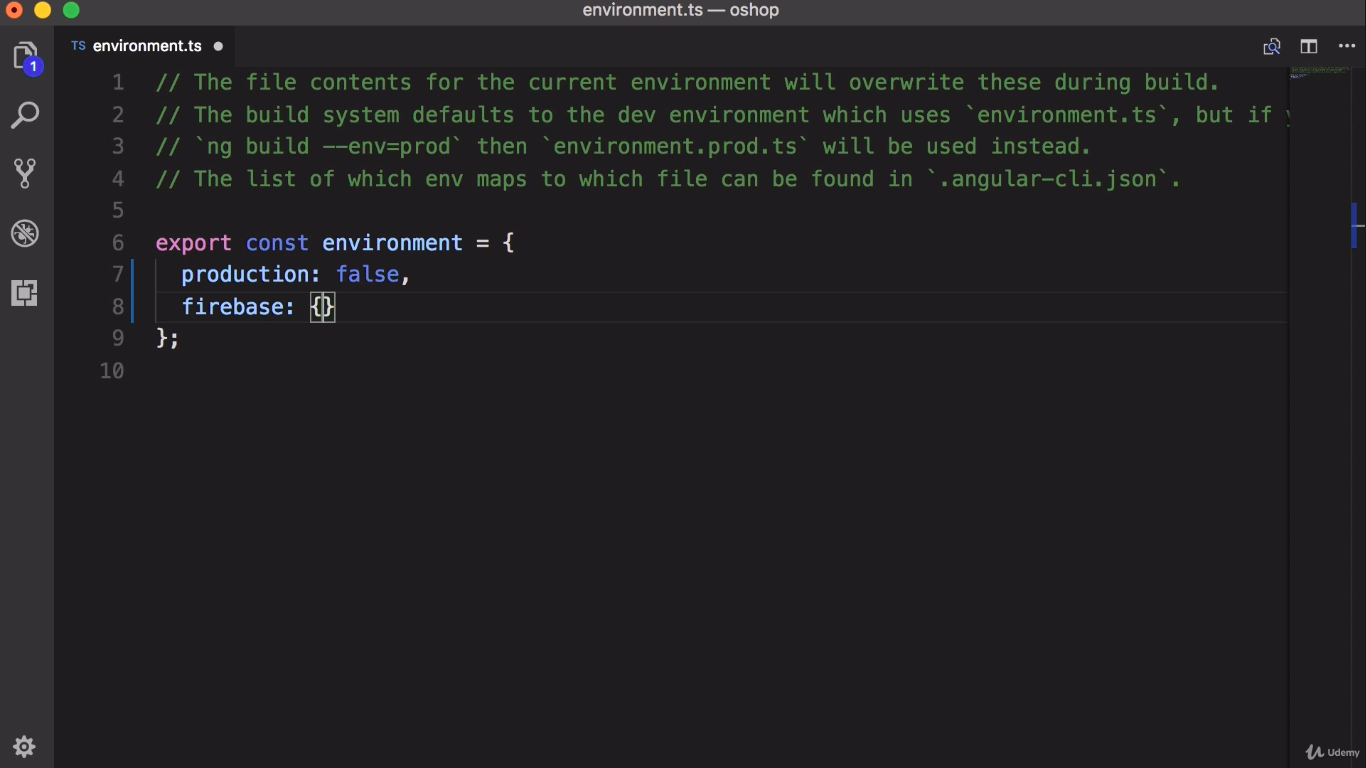 environment.ts — oshop
TS environment.ts
1
1 // The file contents for the current environment will overwrite these during build.
2 // The build system defaults to the dev environment which uses `environment.ts`, but if
3 // `ng build --env=prod` then `environment.prod.ts` will be used instead.
4 // The list of which env maps to which file can be found in `.angular-cli.json`.
5
6 export const environment = {
7 production: false,
8 firebase: {}
9 };
10
Udemy